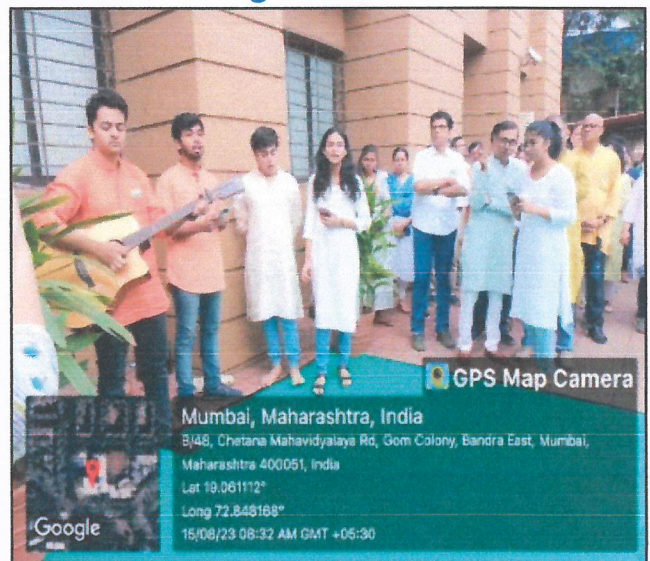 GPS Map Camera
Mumbai, Maharashtra, India
B/48, Chetana Mahavidyalaya Rd, Gom Colony, Bandra East, Mumbai,
Maharashtra 400051, India
Lat 19.061112°
Long 72.848168°
15/08/23 08:32 AM GMT +05:30
Google